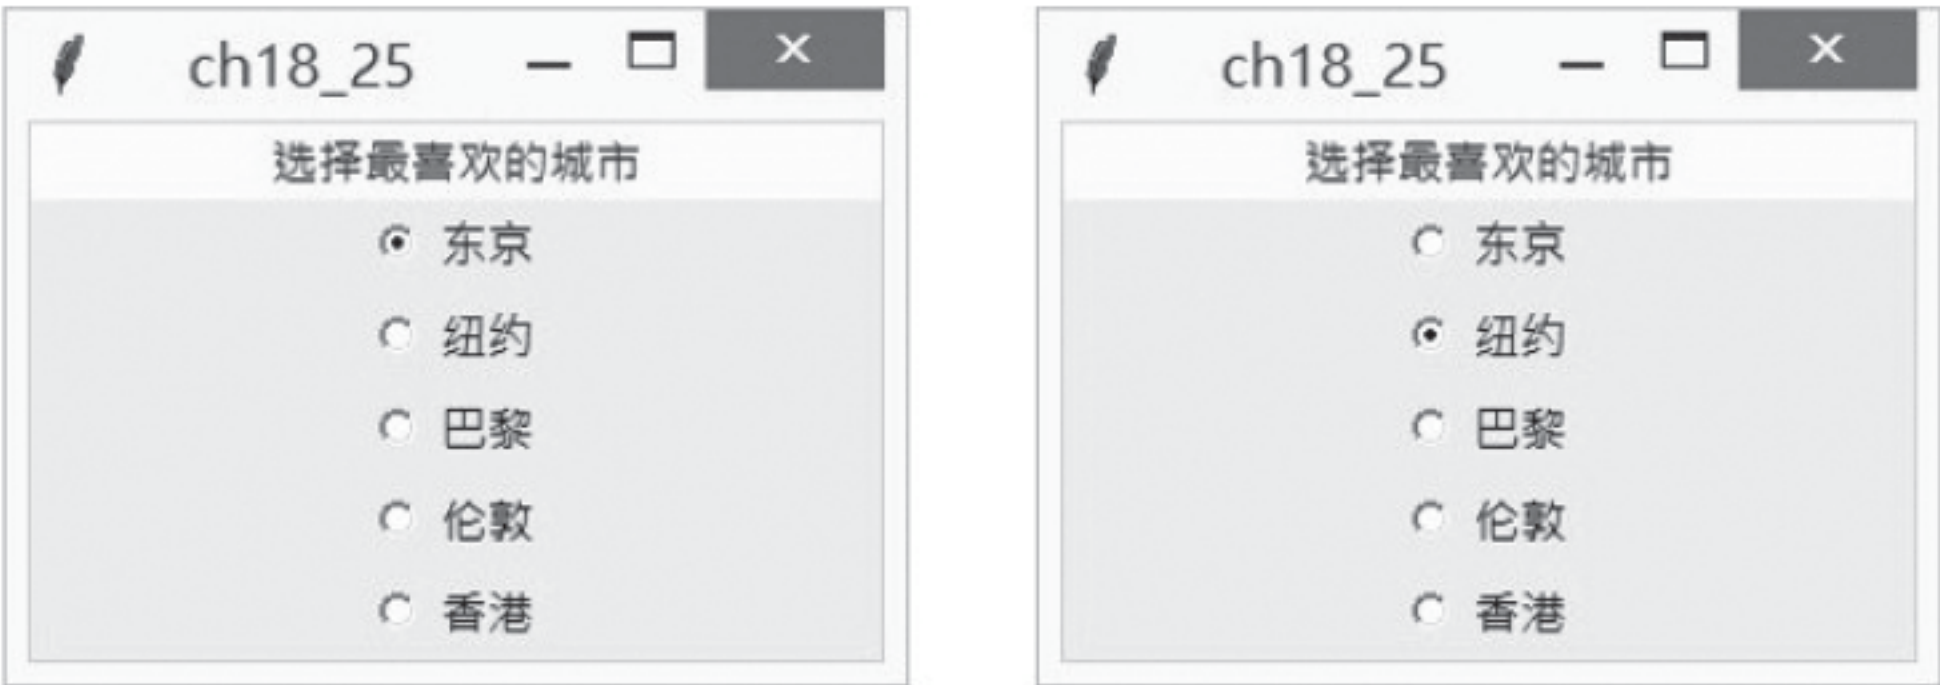 ch18_25
选择最喜欢的城市
东京
纽约
巴黎
伦敦
香港
ch18_25
选择最喜欢的城市
东京
纽约
巴黎
伦敦
香港